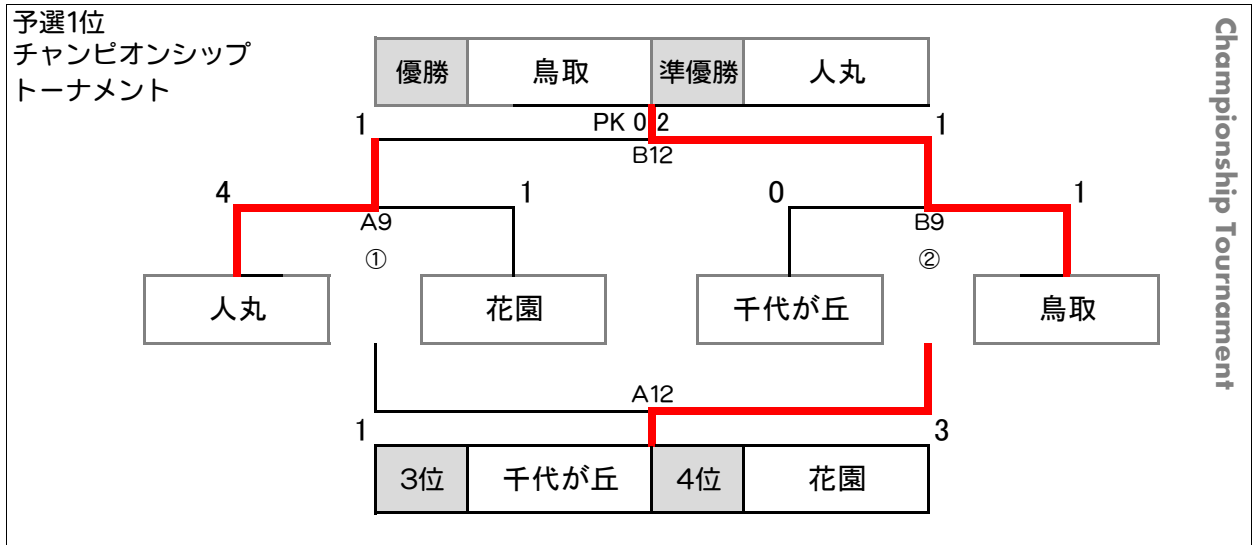 予選1位
チャンピオンシップ
トーナメント
優勝 鳥取 準優勝 人丸
1 PK 0 2 1
B12
4 1 0 1
A9 B9
① ②
人丸 花園 千代が丘 鳥取
A12
1 3
3位 千代が丘 4位 花園
Championship Tournament